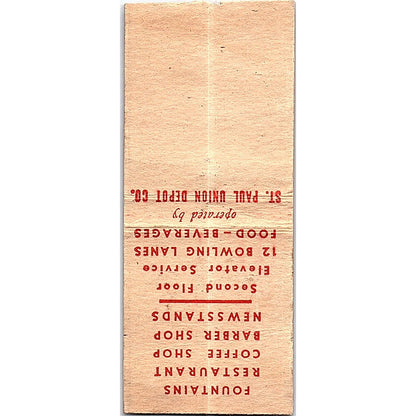 FOUNTAINS
RESTAURANT
COFFEE SHOP
BARBER SHOP
NEWSSTANDS
Second Floor
Elevator Service
12 BOWLING LANES
FOOD – BEVERAGES
operated by
ST. PAUL UNION DEPOT CO.